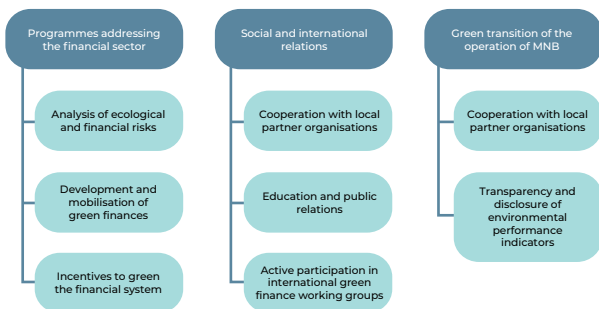 Programmes addressing
the financial sector
Analysis of ecological
and financial risks
Development and
mobilisation of
green finances
Incentives to green
the financial system
Social and international
relations
Cooperation with local
partner organisations
Education and public
relations
Active participation in
international green
finance working groups
Green transition of the
operation of MNB
Cooperation with local
partner organisations
Transparency and
disclosure of
environmental
performance
indicators